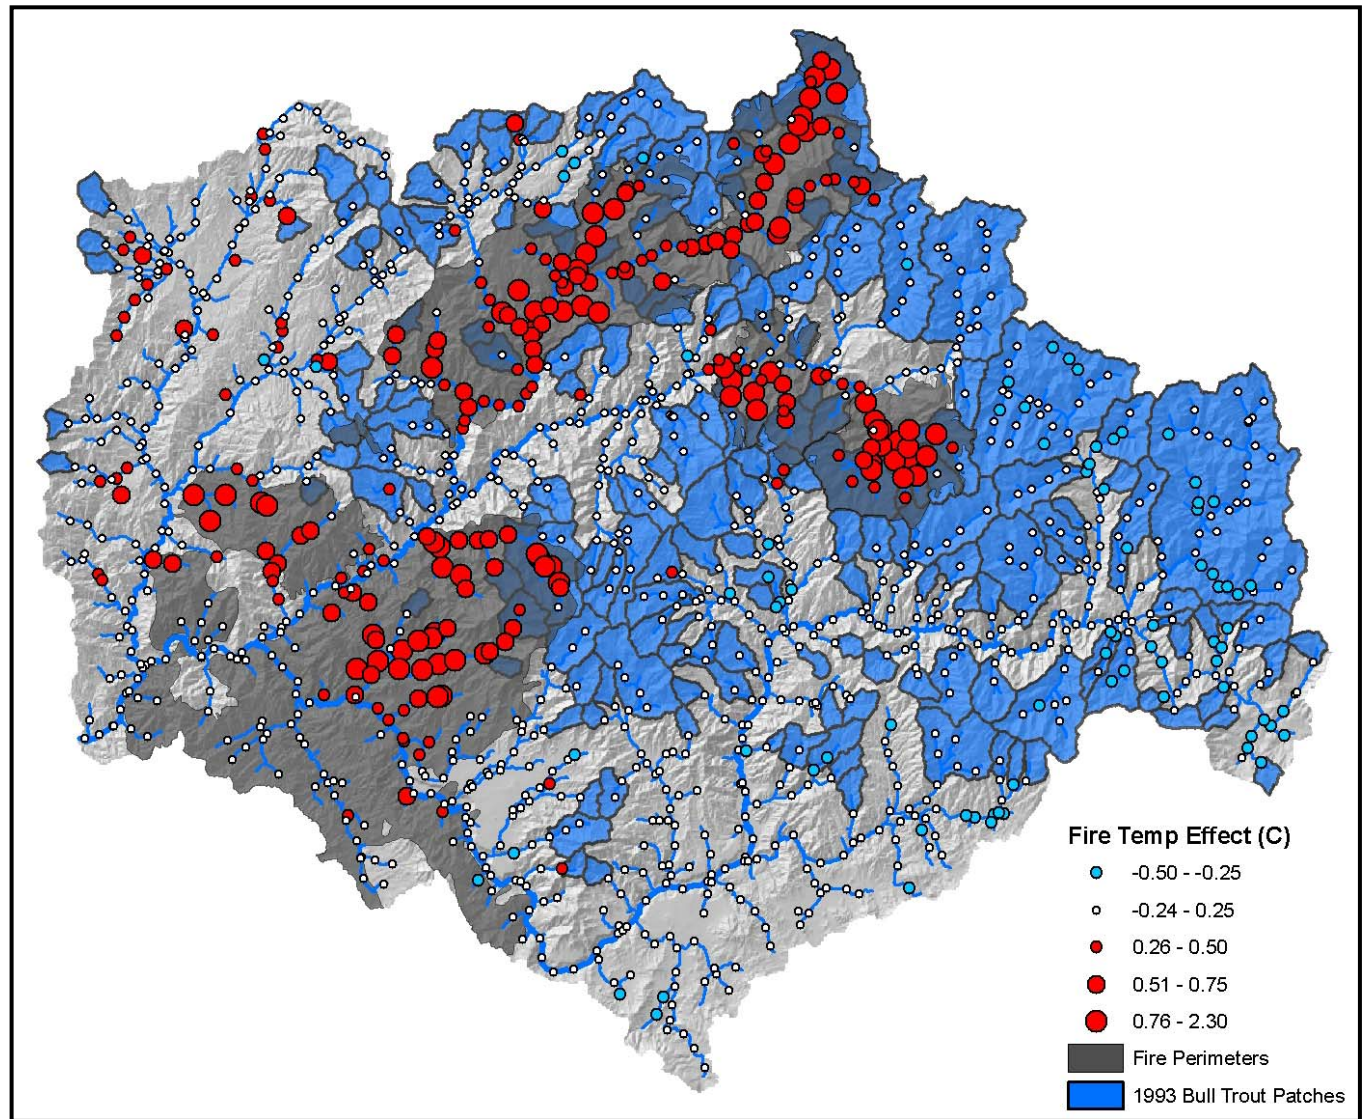 Fire Temp Effect (C)
-0.50 - -0.25
-0.24 - 0.25
0.26 - 0.50
0.51 - 0.75
0.76 - 2.30
Fire Perimeters
1993 Bull Trout Patches